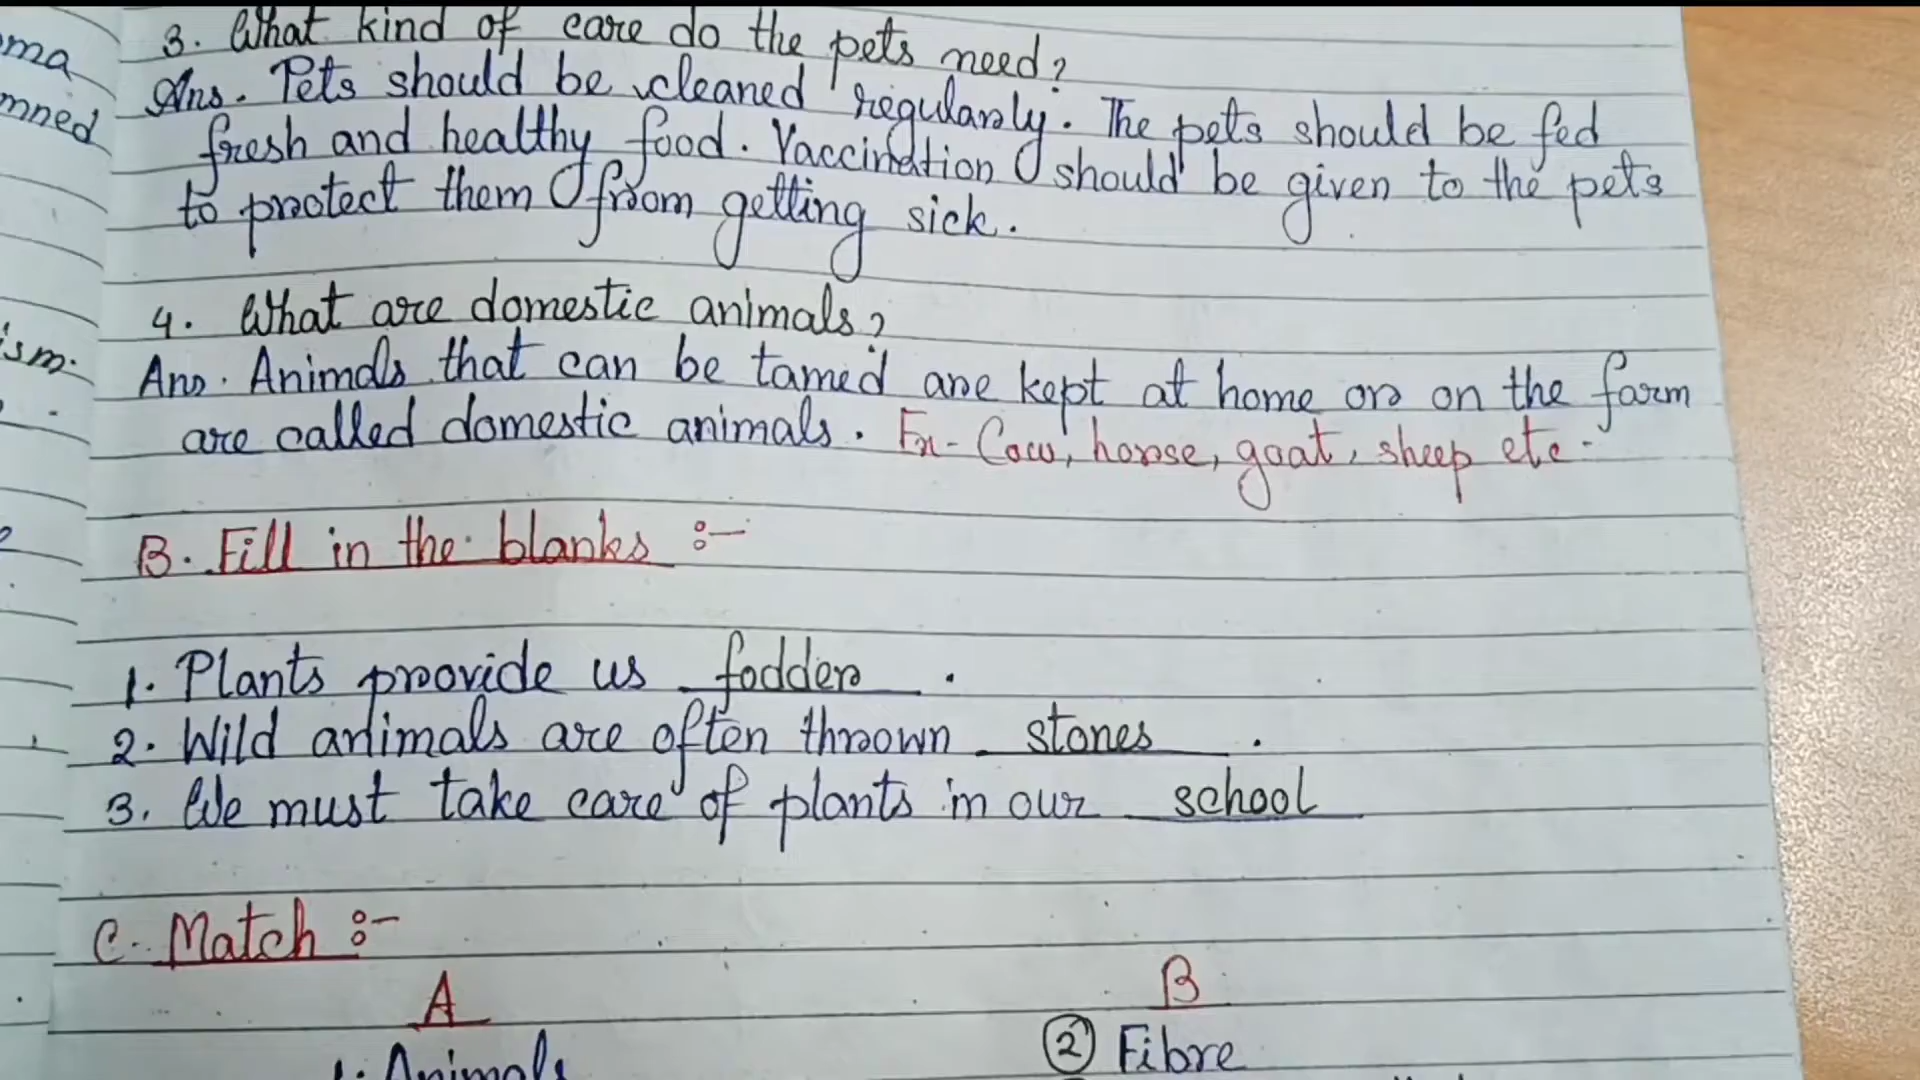 ma
mned
ism.
3. What kind of care do the pets need?
Ans. Pets should be cleaned regularly. The pets should be fed
fresh and healthy food. Vaccination should be given to the pets
to protect them from getting sick.
4. What are domestic animals?
Ans. Animals that can be tamed are kept at home or on the farm
are called domestic animals. Ex- Cow, horse, goat, sheep etc.
B. Fill in the blanks :-
1. Plants provide us fodder.
2. Wild animals are often thrown stones.
3. We must take care of plants in our school
C. Match :-
A B
1. Animals ② Fibre